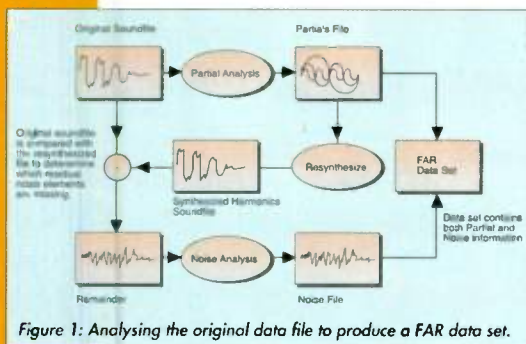 Original Soundfile
Partials File
Partial Analysis
Original soundfile
is compared with
the resynthesized
file to determine
which residual
noise elements
are missing.
Resynthesize
FAR
Data Set
Synthesized Harmonics
Soundfile
Data set contains
both Partial and
Noise information
Noise Analysis
Remainder
Noise File
Figure 1: Analysing the original data file to produce a FAR data set.